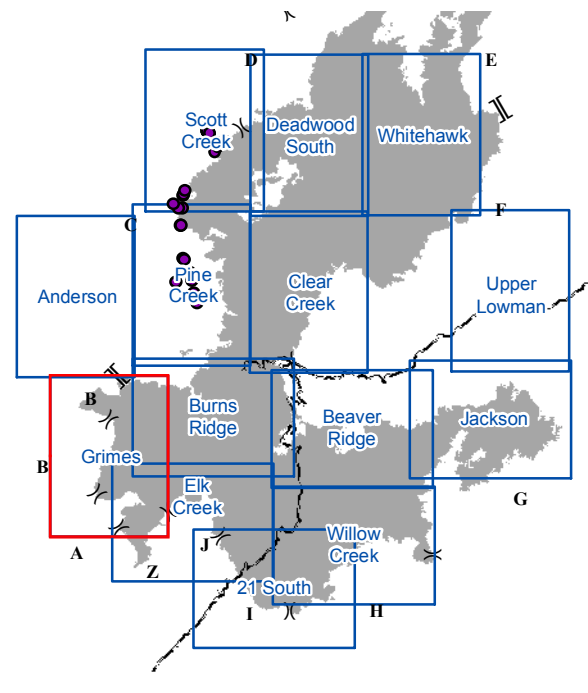 D
E
Scott
Creek
Deadwood
South
Whitehawk
C
F
Anderson
Pine
Creek
Clear
Creek
Upper
Lowman
B
Burns
Ridge
Beaver
Ridge
Jackson
B
Grimes
Elk
Creek
G
A
Z
J
Willow
Creek
21 South
I
H